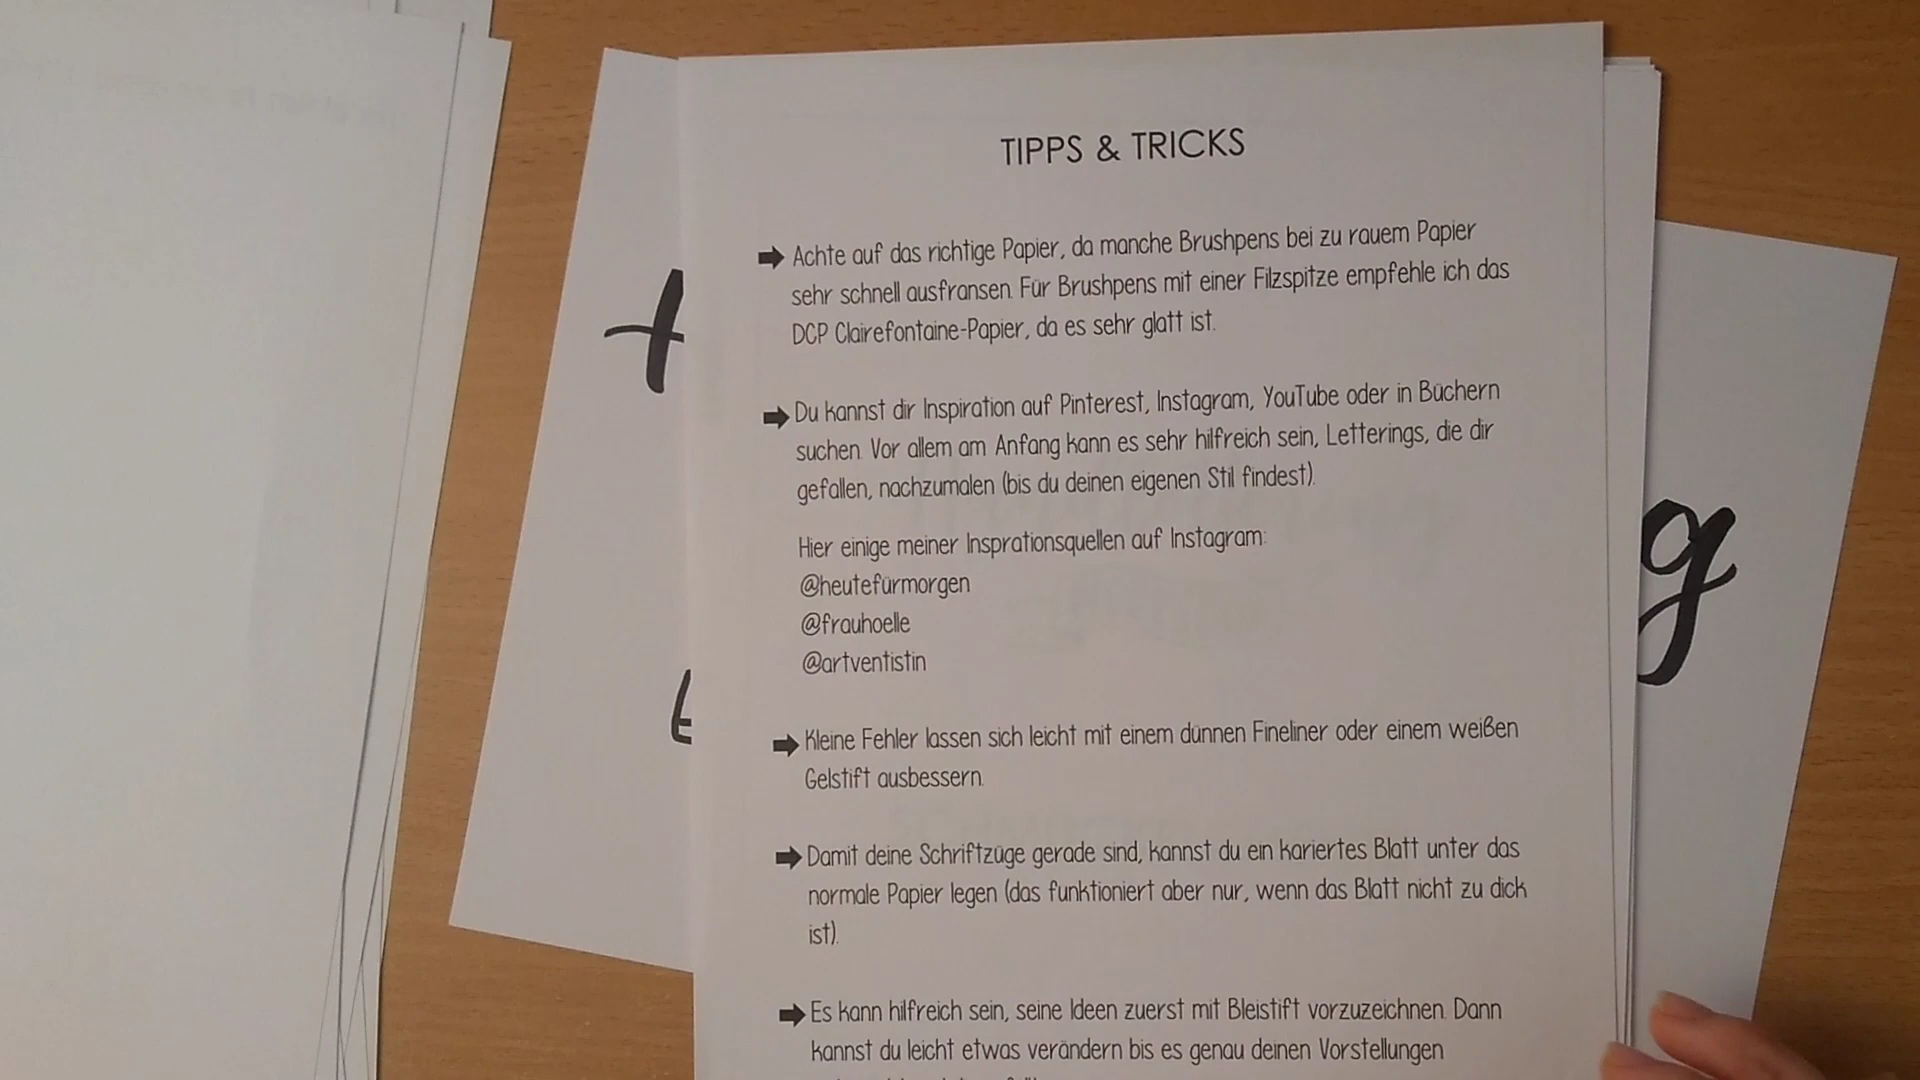 TIPPS & TRICKS
Achte auf das richtige Papier, da manche Brushpens bei zu rauem Papier
sehr schnell ausfransen. Für Brushpens mit einer Filzspitze empfehle ich das
DCP Clairefontaine-Papier, da es sehr glatt ist.
Du kannst dir Inspiration auf Pinterest, Instagram, YouTube oder in Büchern
suchen. Vor allem am Anfang kann es sehr hilfreich sein, Letterings, die dir
gefallen, nachzumalen (bis du deinen eigenen Stil findest).
Hier einige meiner Insprationsquellen auf Instagram:
@heutefürmorgen
@frauhoelle
@artventistin
Kleine Fehler lassen sich leicht mit einem dünnen Fineliner oder einem weißen
Gelstift ausbessern.
Damit deine Schriftzüge gerade sind, kannst du ein kariertes Blatt unter das
normale Papier legen (das funktioniert aber nur, wenn das Blatt nicht zu dick
ist).
Es kann hilfreich sein, seine Ideen zuerst mit Bleistift vorzuzeichnen. Dann
kannst du leicht etwas verändern bis es genau deinen Vorstellungen
g